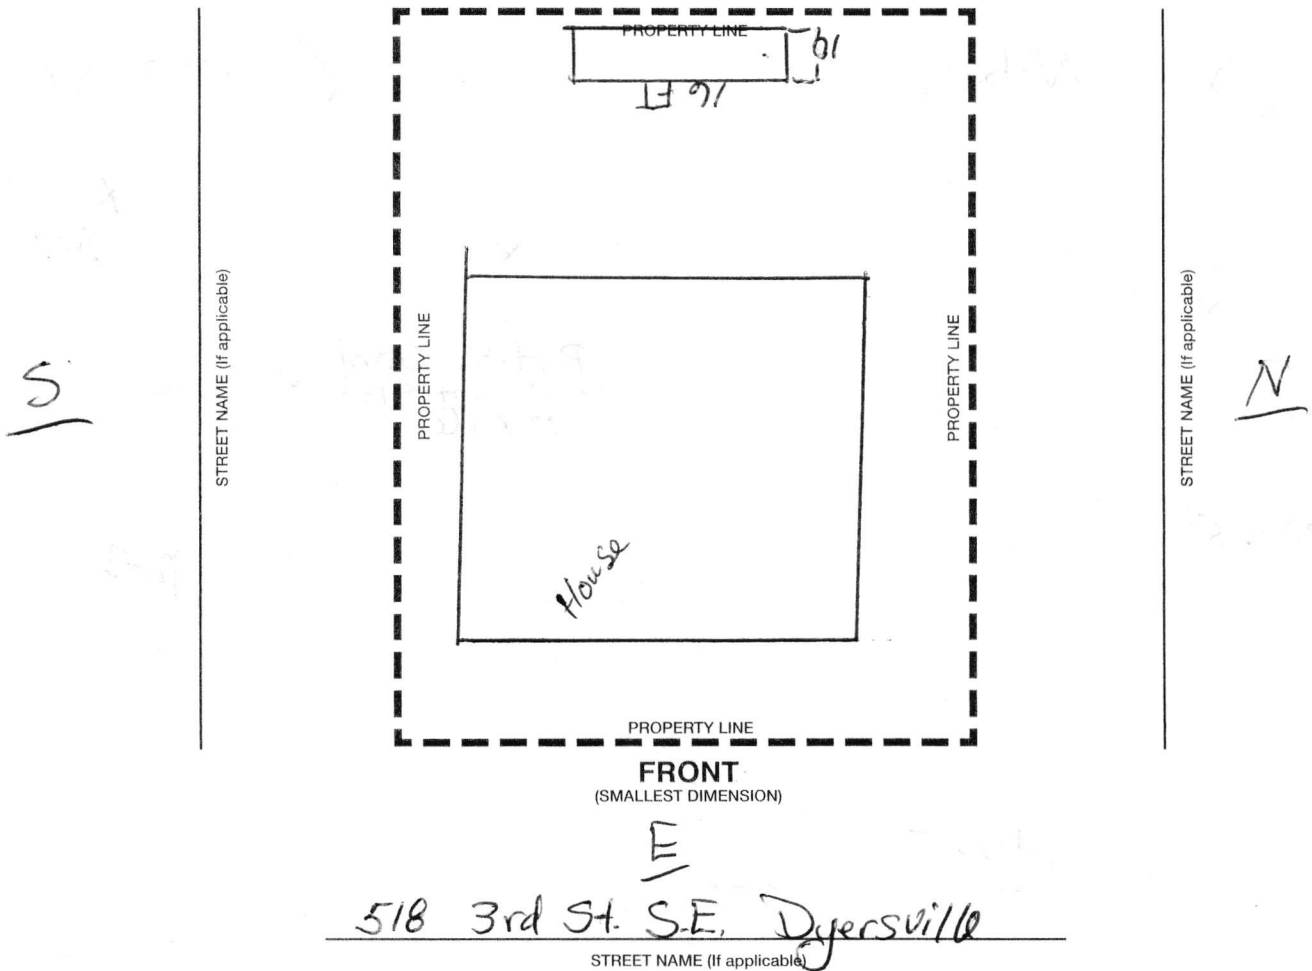 PROPERTY LINE
16 FT
STREET NAME (If applicable)
PROPERTY LINE
PROPERTY LINE
STREET NAME (If applicable)
S
N
House
PROPERTY LINE
FRONT
(SMALLEST DIMENSION)
E
518 3rd St. S.E. Dyersville
STREET NAME (If applicable)